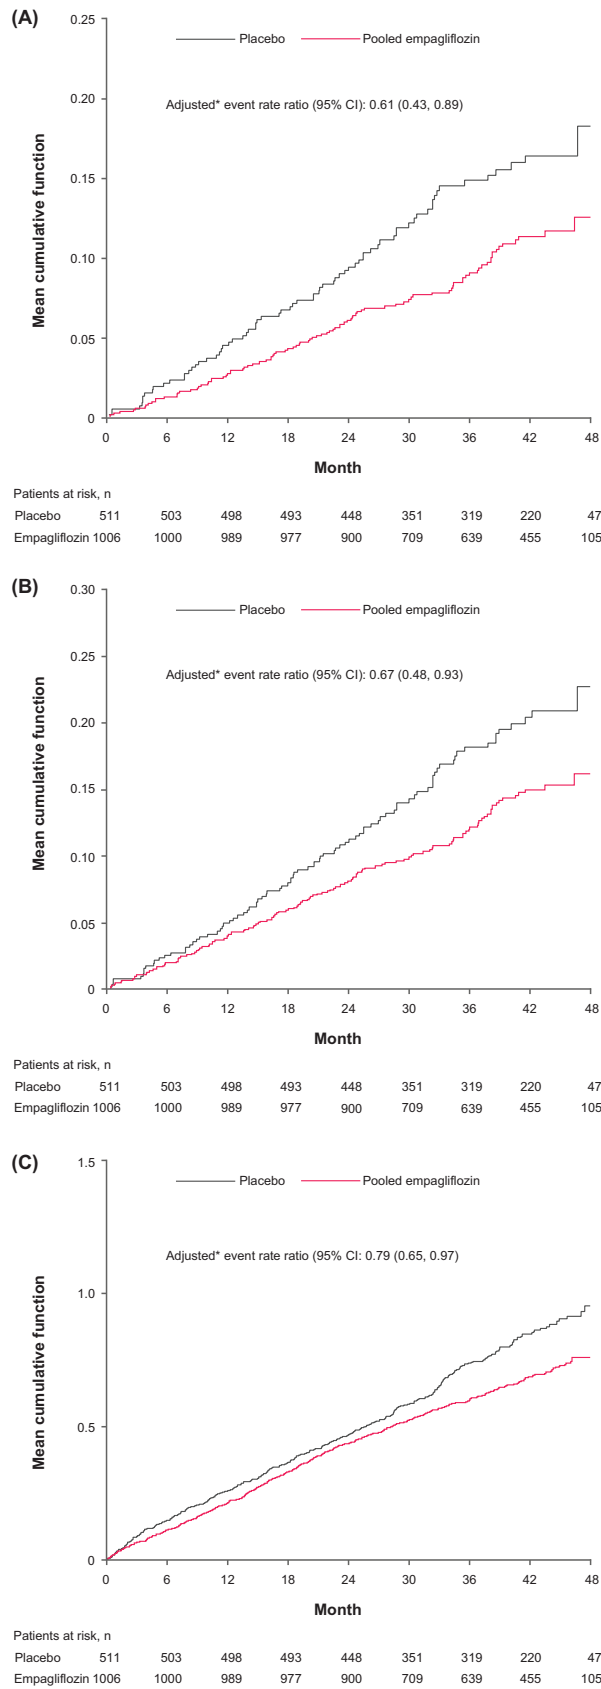 (A)
0.25
Placebo
Pooled empagliflozin
0.20
Adjusted* event rate ratio (95% CI): 0.61 (0.43, 0.89)
0.15
Mean cumulative function
0.10
0.05
0
0 6 12 18 24 30 36 42 48
Month
Patients at risk, n
Placebo 511 503 498 493 448 351 319 220 47
Empagliflozin 1006 1000 989 977 900 709 639 455 105
(B)
0.30
Placebo
Pooled empagliflozin
0.25
Adjusted* event rate ratio (95% CI): 0.67 (0.48, 0.93)
0.20
Mean cumulative function
0.15
0.10
0.05
0
0 6 12 18 24 30 36 42 48
Month
Patients at risk, n
Placebo 511 503 498 493 448 351 319 220 47
Empagliflozin 1006 1000 989 977 900 709 639 455 105
(C)
1.5
Placebo
Pooled empagliflozin
Adjusted* event rate ratio (95% CI: 0.79 (0.65, 0.97)
1.0
Mean cumulative function
0.5
0
0 6 12 18 24 30 36 42 48
Month
Patients at risk, n
Placebo 511 503 498 493 448 351 319 220 47
Empagliflozin 1006 1000 989 977 900 709 639 455 105